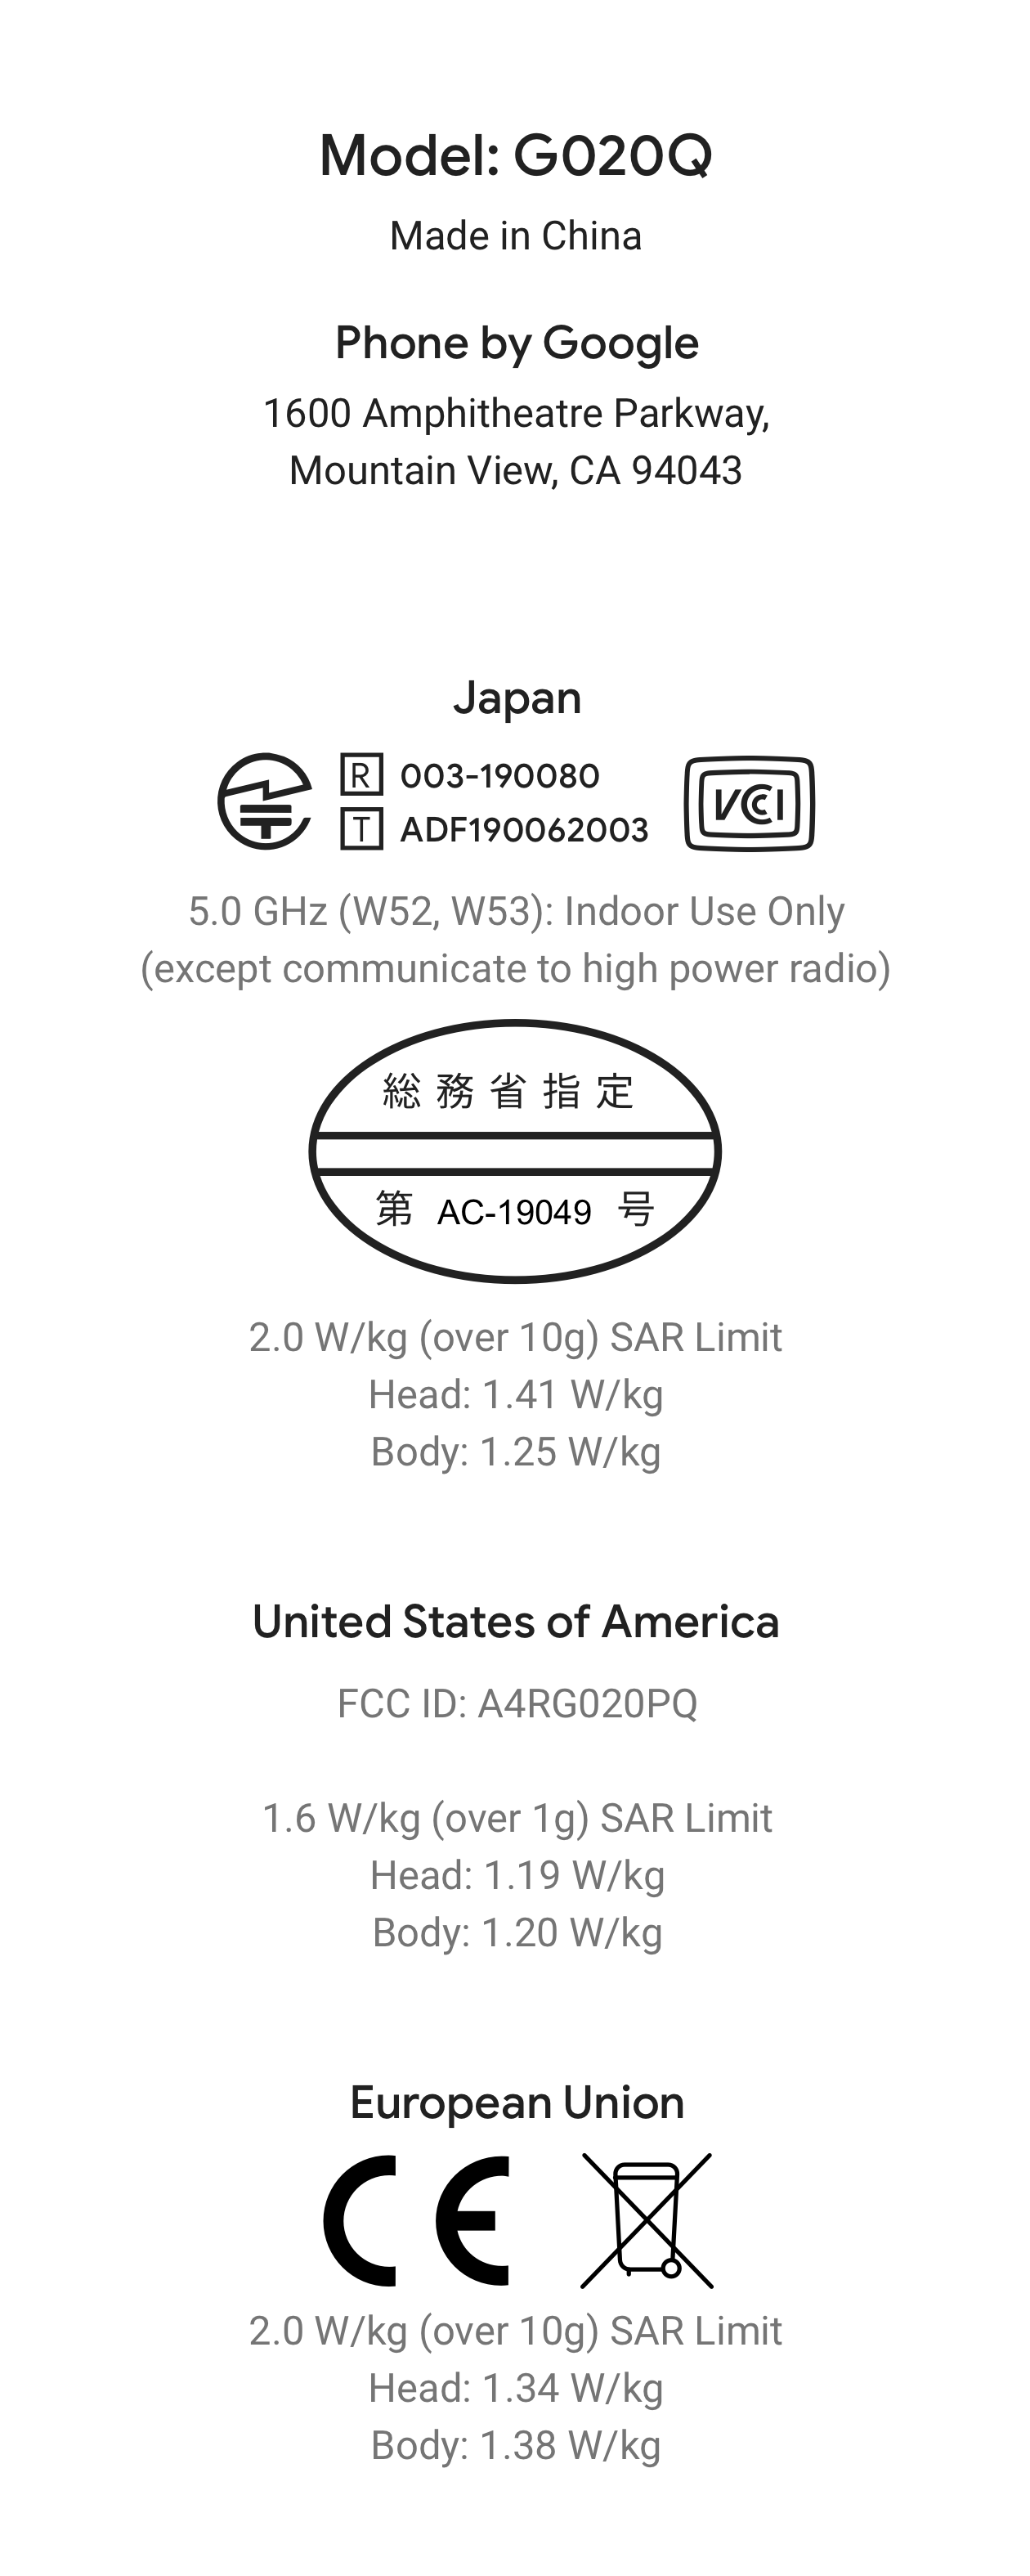 Model: G020Q
Made in China
Phone by Google
1600 Amphitheatre Parkway,
Mountain View, CA 94043
Japan
R 003-190080
T ADF190062003
VCCI
5.0 GHz (W52, W53): Indoor Use Only
(except communicate to high power radio)
総務省指定
第 AC-19049 号
2.0 W/kg (over 10g) SAR Limit
Head: 1.41 W/kg
Body: 1.25 W/kg
United States of America
FCC ID: A4RG020PQ
1.6 W/kg (over 1g) SAR Limit
Head: 1.19 W/kg
Body: 1.20 W/kg
European Union
CE
2.0 W/kg (over 10g) SAR Limit
Head: 1.34 W/kg
Body: 1.38 W/kg